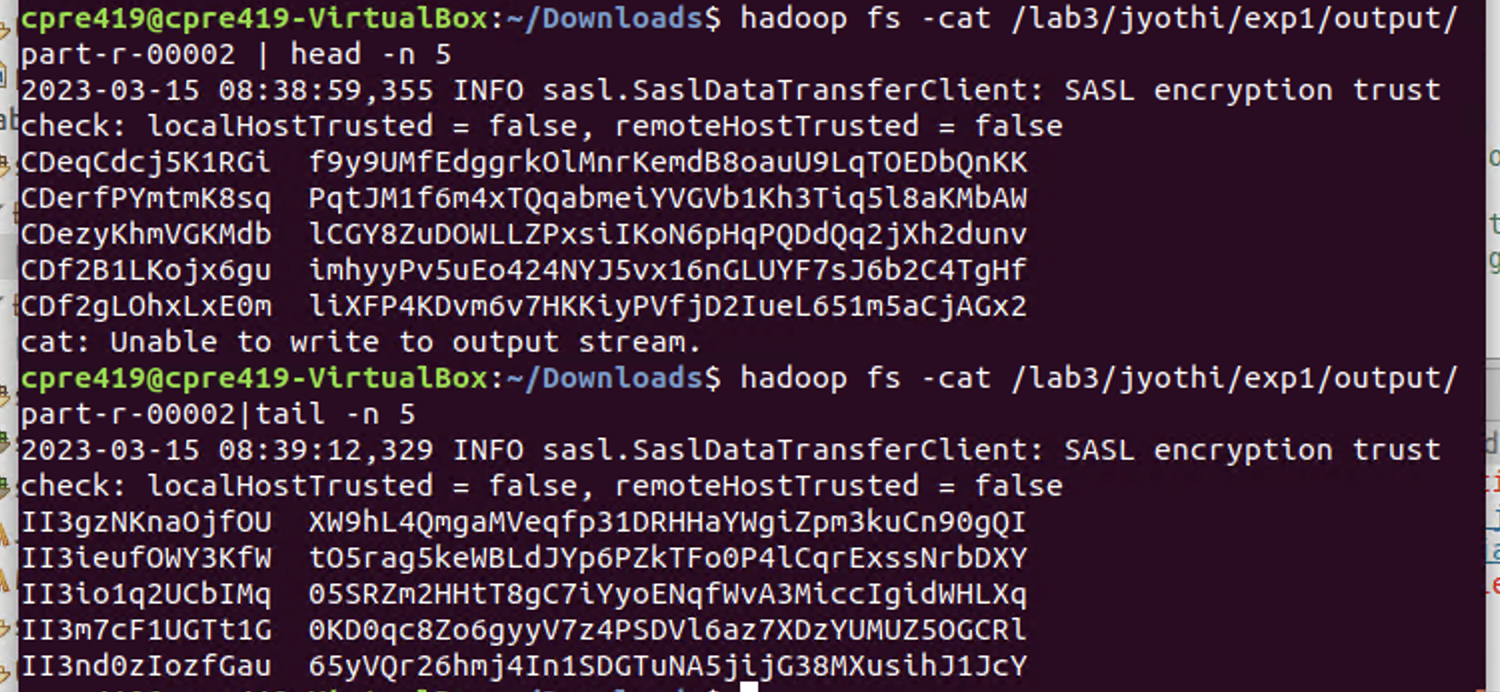 cpre419@cpre419-VirtualBox:~/Downloads$ hadoop fs -cat /lab3/jyothi/exp1/output/
part-r-00002 | head -n 5
2023-03-15 08:38:59,355 INFO sasl.SaslDataTransferClient: SASL encryption trust
check: localHostTrusted = false, remoteHostTrusted = false
CDeqCdcj5K1RGi  f9y9UMfEdggrkOlMnrKemdB8oauU9LqTOEDbQnKK
CDerfPYmtmK8sq  PqtJM1f6m4xTQqabmeiYVGVb1Kh3Tiq5l8aKMbAW
CDezyKhmVGKMdb  lCGY8ZuDOWLLZPxsiIKoN6pHqPQDdQq2jXh2dunv
CDf2B1LKojx6gu  imhyyPv5uEo424NYJ5vx16nGLUYF7sJ6b2C4TgHf
CDf2gLOhxLxE0m  liXFP4KDvm6v7HKKiyPVfjD2IueL651m5aCjAGx2
cat: Unable to write to output stream.
cpre419@cpre419-VirtualBox:~/Downloads$ hadoop fs -cat /lab3/jyothi/exp1/output/
part-r-00002|tail -n 5
2023-03-15 08:39:12,329 INFO sasl.SaslDataTransferClient: SASL encryption trust
check: localHostTrusted = false, remoteHostTrusted = false
II3gzNKnaOjfOU  XW9hL4QmgaMVeqfp31DRHHaYWgiZpm3kuCn90gQI
II3ieufOWY3KfW  tO5rag5keWBLdJYp6PZkTFo0P4lCqrExssNrbDXY
II3io1q2UCbIMq  05SRZm2HHtT8gC7iYyoENqfWvA3MiccIgidWHLXq
II3m7cF1UGTt1G  0KD0qc8Zo6gyyV7z4PSDVl6az7XDzYUMUZ5OGCRl
II3nd0zIozfGau  65yVQr26hmj4In1SDGTuNA5jijG38MXusihJ1JcY